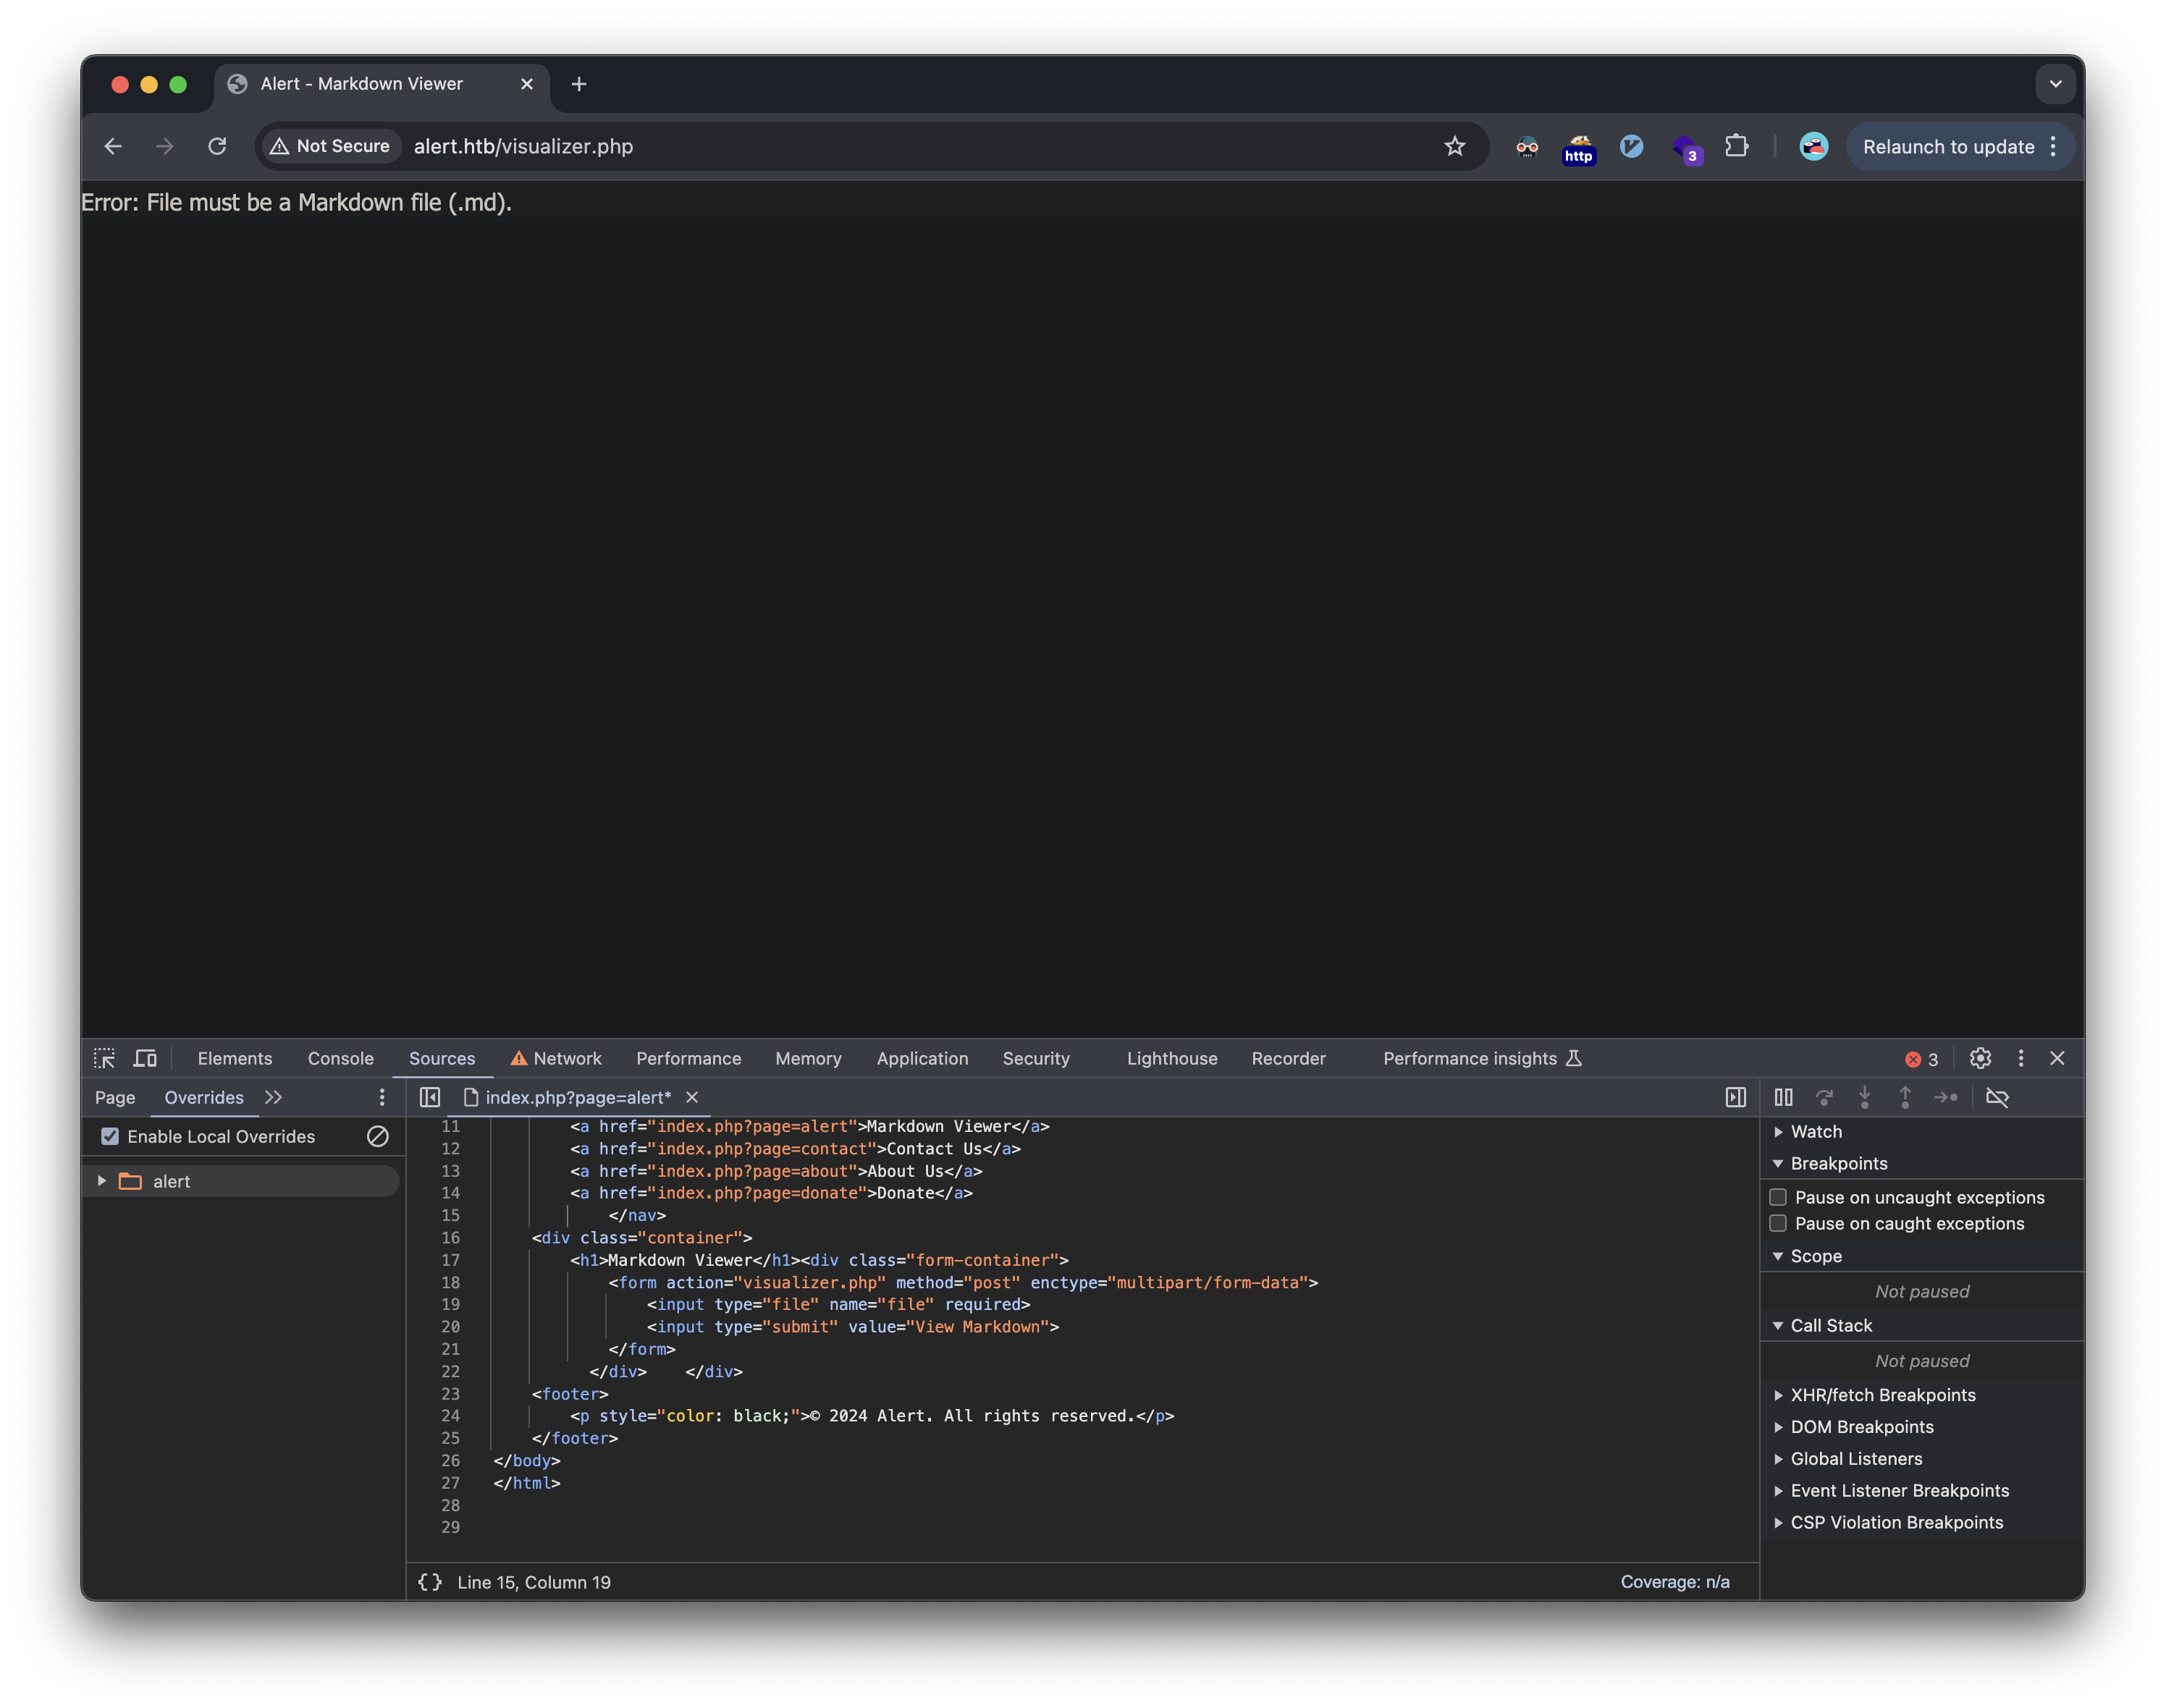 Alert - Markdown Viewer
Not Secure alert.htb/visualizer.php http 3 Relaunch to update
Error: File must be a Markdown file (.md).
Elements Console Sources Network Performance Memory Application Security Lighthouse Recorder Performance insights 3
Page Overrides index.php?page=alert*
Enable Local Overrides
alert
11 <a href="index.php?page=alert">Markdown Viewer</a>
12 <a href="index.php?page=contact">Contact Us</a>
13 <a href="index.php?page=about">About Us</a>
14 <a href="index.php?page=donate">Donate</a>
15 </nav>
16 <div class="container">
17 <h1>Markdown Viewer</h1><div class="form-container">
18 <form action="visualizer.php" method="post" enctype="multipart/form-data">
19 <input type="file" name="file" required>
20 <input type="submit" value="View Markdown">
21 </form>
22 </div> </div>
23 <footer>
24 <p style="color: black;">© 2024 Alert. All rights reserved.</p>
25 </footer>
26 </body>
27 </html>
28
29
{} Line 15, Column 19 Coverage: n/a
Watch
Breakpoints
Pause on uncaught exceptions
Pause on caught exceptions
Scope
Not paused
Call Stack
Not paused
XHR/fetch Breakpoints
DOM Breakpoints
Global Listeners
Event Listener Breakpoints
CSP Violation Breakpoints